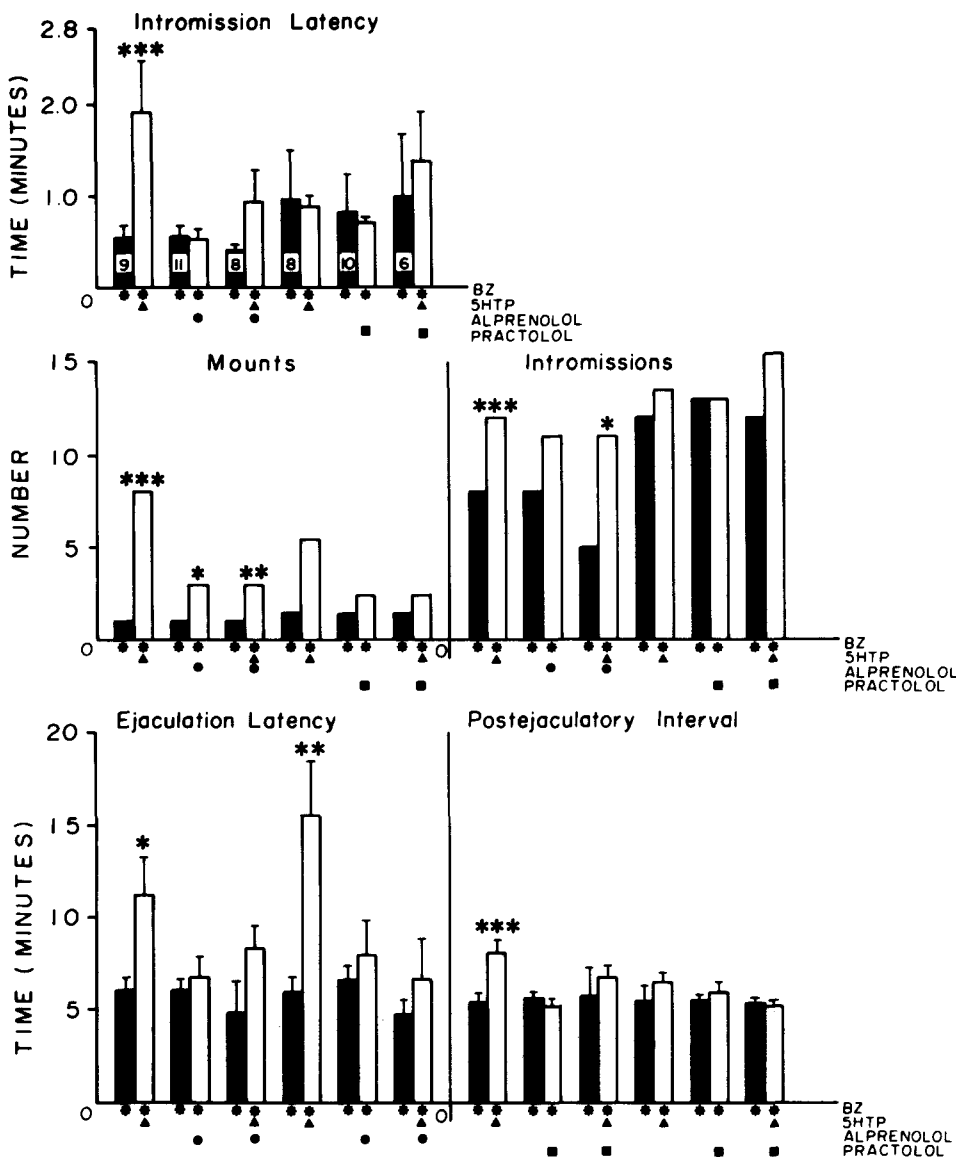 Intromission Latency
2.8
2.0
1.0
0
TIME (MINUTES)
***
9
11
8
8
10
6
BZ
5HTP
ALPRENOLOL
PRACTOLOL
Mounts
Intromissions
15
10
5
0
NUMBER
***
*
**
***
*
0
BZ
5HTP
ALPRENOLOL
PRACTOLOL
Ejaculation Latency
Postejaculatory Interval
20
15
10
5
0
TIME (MINUTES)
*
**
***
0
BZ
5HTP
ALPRENOLOL
PRACTOLOL